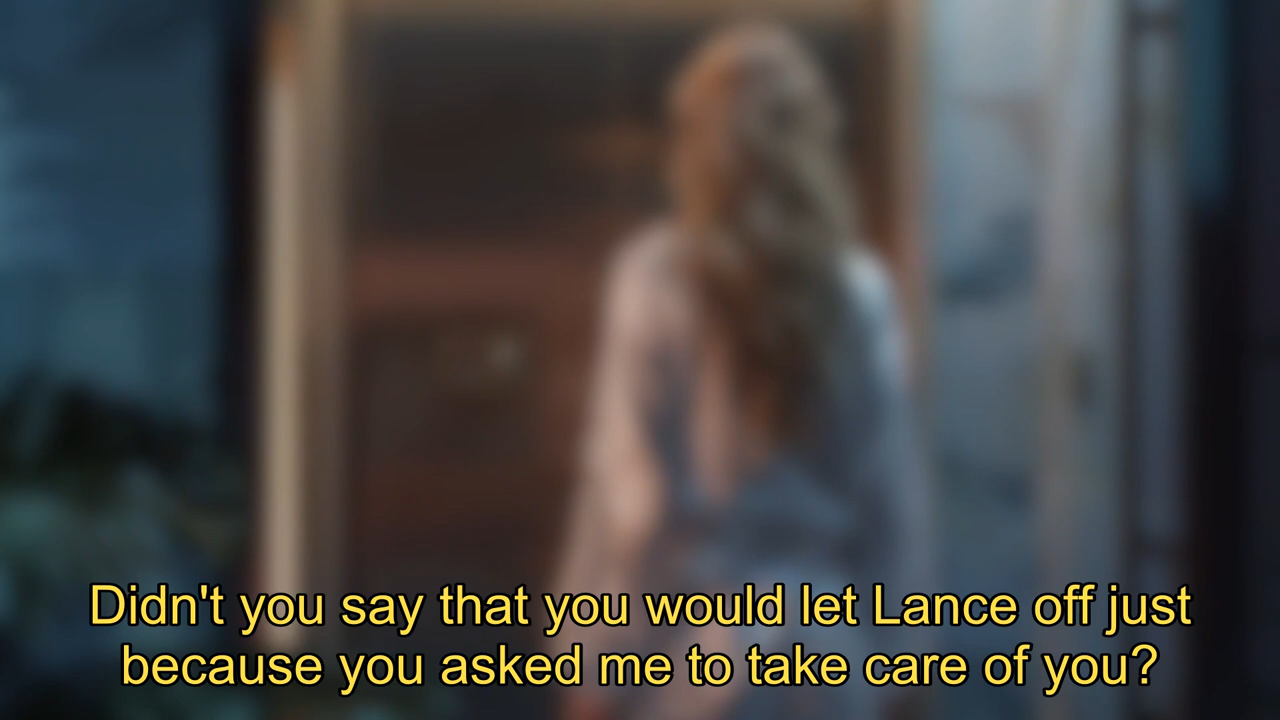 Didn't you say that you would let Lance off just
because you asked me to take care of you?